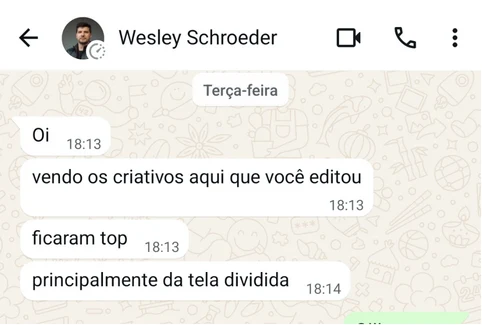 Wesley Schroeder
Terça-feira
Oi 18:13
vendo os criativos aqui que você editou
18:13
ficaram top 18:13
principalmente da tela dividida 18:14